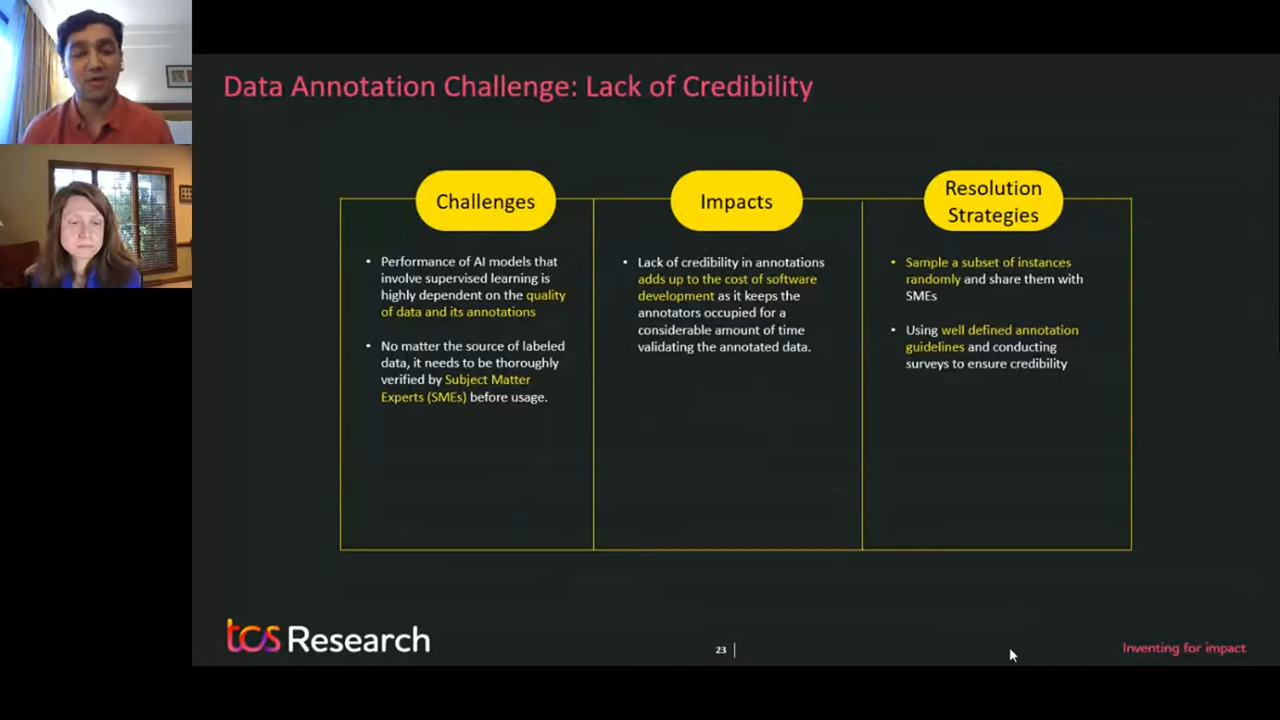 Data Annotation Challenge: Lack of Credibility
Challenges
• Performance of AI models that
involve supervised learning is
highly dependent on the quality
of data and its annotations
• No matter the source of labeled
data, it needs to be thoroughly
verified by Subject Matter
Experts (SMEs) before usage.
Impacts
• Lack of credibility in annotations
adds up to the cost of software
development as it keeps the
annotators occupied for a
considerable amount of time
validating the annotated data.
Resolution
Strategies
• Sample a subset of instances
randomly and share them with
SMEs
• Using well defined annotation
guidelines and conducting
surveys to ensure credibility
tcs Research
23
Inventing for impact